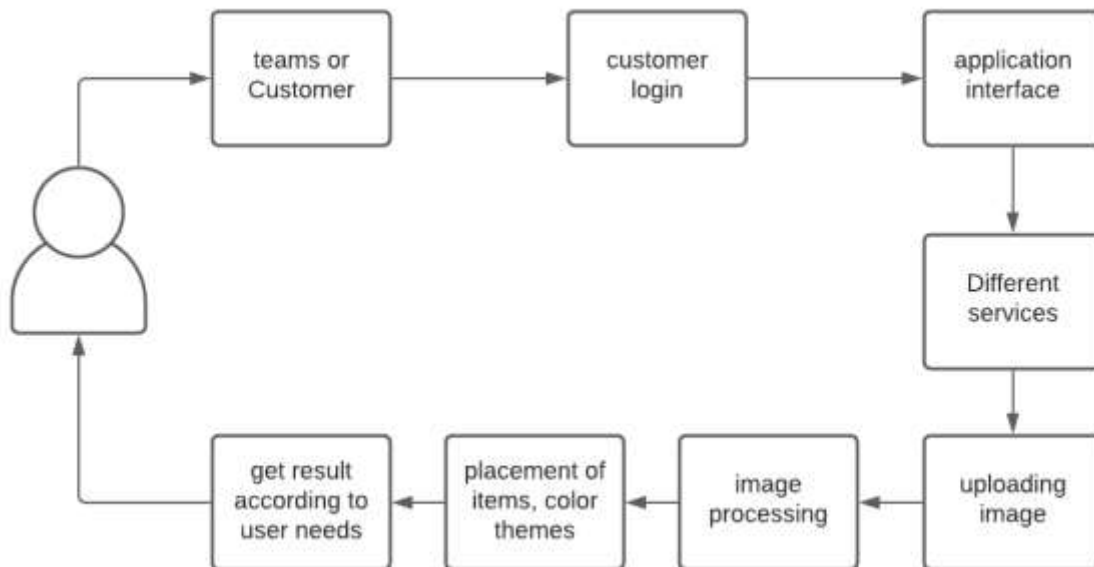 teams or
Customer
customer
login
application
interface
Different
services
uploading
image
image
processing
placement of
items, color
themes
get result
according to
user needs